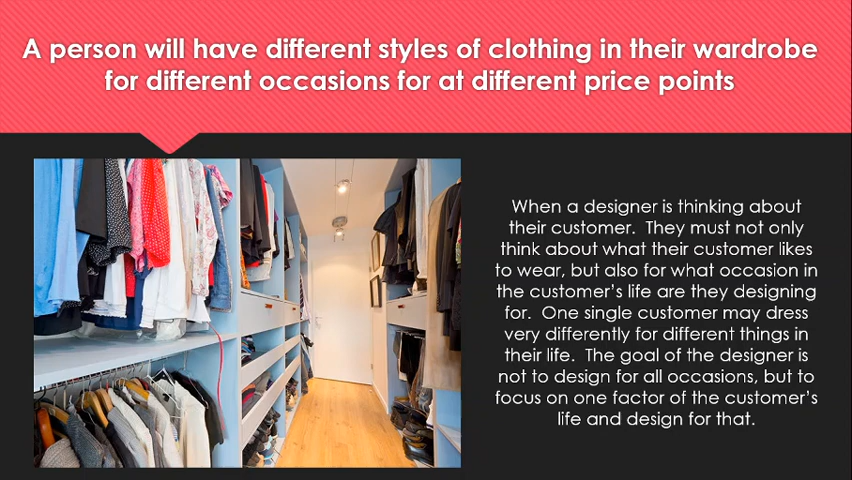 A person will have different styles of clothing in their wardrobe
for different occasions for at different price points
When a designer is thinking about
their customer.  They must not only
think about what their customer likes
to wear, but also for what occasion in
the customer's life are they designing
for.  One single customer may dress
very differently for different things in
their life.  The goal of the designer is
not to design for all occasions, but to
focus on one factor of the customer's
life and design for that.